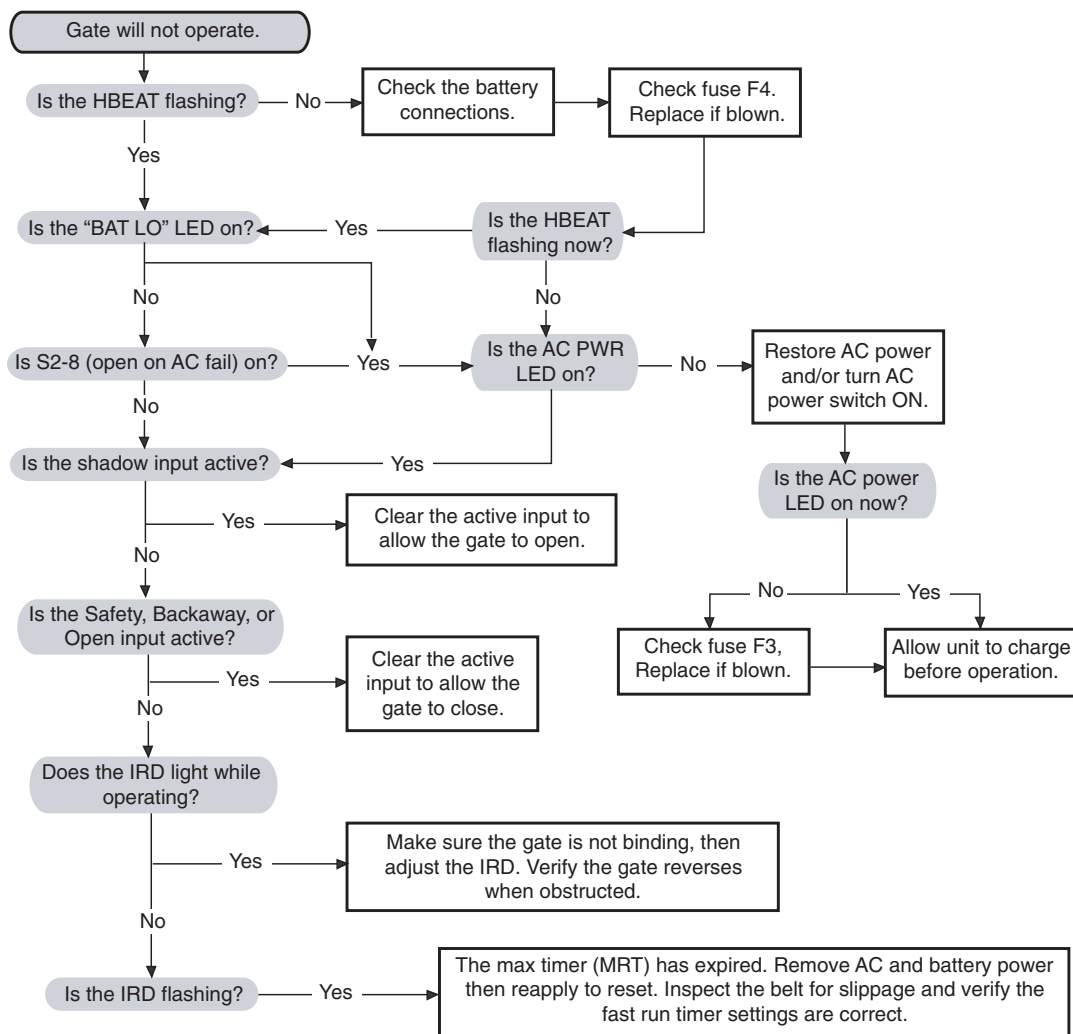 Gate will not operate.
Is the HBEAT flashing?
No
Check the battery
connections.
Check fuse F4.
Replace if blown.
Yes
Is the “BAT LO” LED on?
Yes
Is the HBEAT
flashing now?
No
No
Is S2-8 (open on AC fail) on?
Yes
Is the AC PWR
LED on?
No
Restore AC power
and/or turn AC
power switch ON.
No
Is the shadow input active?
Yes
Is the AC power
LED on now?
Yes
Clear the active input to
allow the gate to open.
No
No
Yes
Is the Safety, Backaway, or
Open input active?
Check fuse F3,
Replace if blown.
Allow unit to charge
before operation.
Yes
Clear the active
input to allow the
gate to close.
No
Does the IRD light while
operating?
Yes
Make sure the gate is not binding, then
adjust the IRD. Verify the gate reverses
when obstructed.
No
Is the IRD flashing?
Yes
The max timer (MRT) has expired. Remove AC and battery power
then reapply to reset. Inspect the belt for slippage and verify the
fast run timer settings are correct.